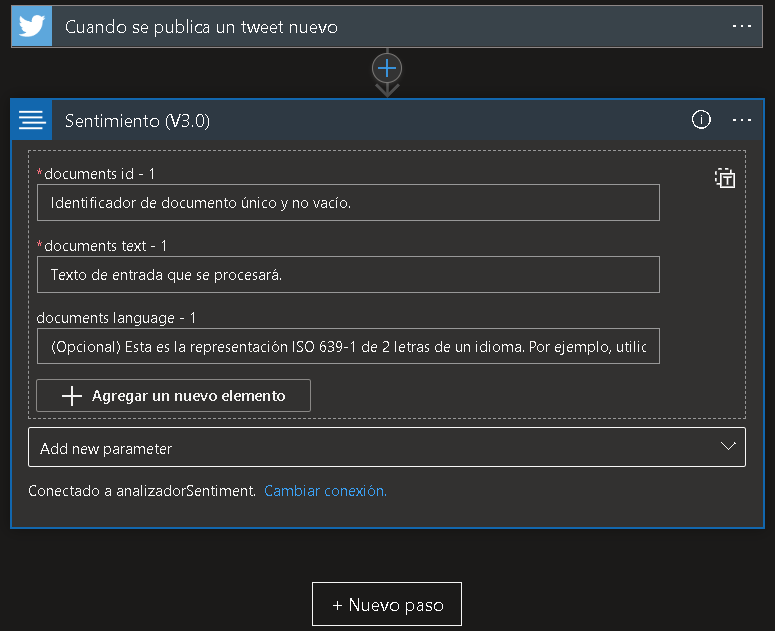 Cuando se publica un tweet nuevo
Sentimiento (V3.0)
*documents id - 1
Identificador de documento único y no vacío.
*documents text - 1
Texto de entrada que se procesará.
documents language - 1
(Opcional) Esta es la representación ISO 639-1 de 2 letras de un idioma. Por ejemplo, utilic
Agregar un nuevo elemento
Add new parameter
Conectado a analizadorSentiment. Cambiar conexión.
+ Nuevo paso